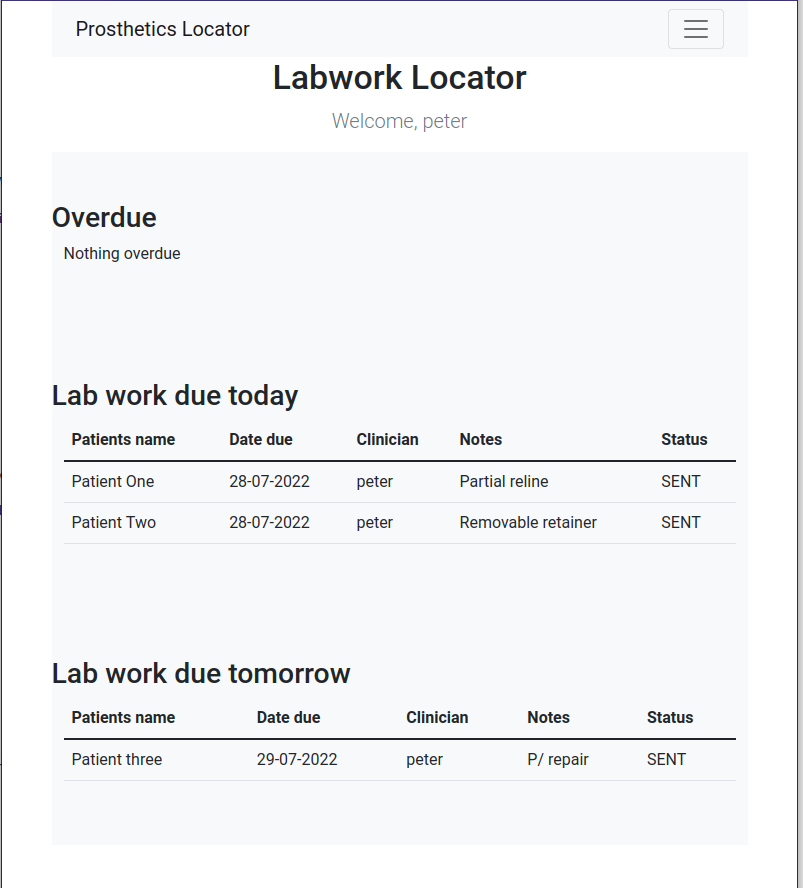 Prosthetics Locator
Labwork Locator
Welcome, peter
Overdue
Nothing overdue
Lab work due today
Patients name Date due Clinician Notes Status
Patient One 28-07-2022 peter Partial reline SENT
Patient Two 28-07-2022 peter Removable retainer SENT
Lab work due tomorrow
Patients name Date due Clinician Notes Status
Patient three 29-07-2022 peter P/ repair SENT